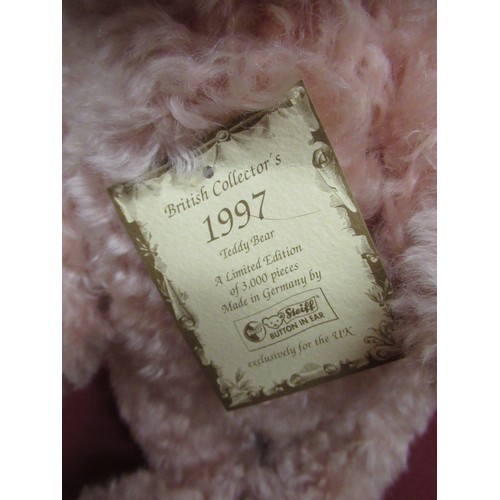 British Collector's
1997
Teddy Bear
A Limited Edition
of 3,000 pieces
Made in Germany by
Steiff
BUTTON IN EAR
exclusively for the UK